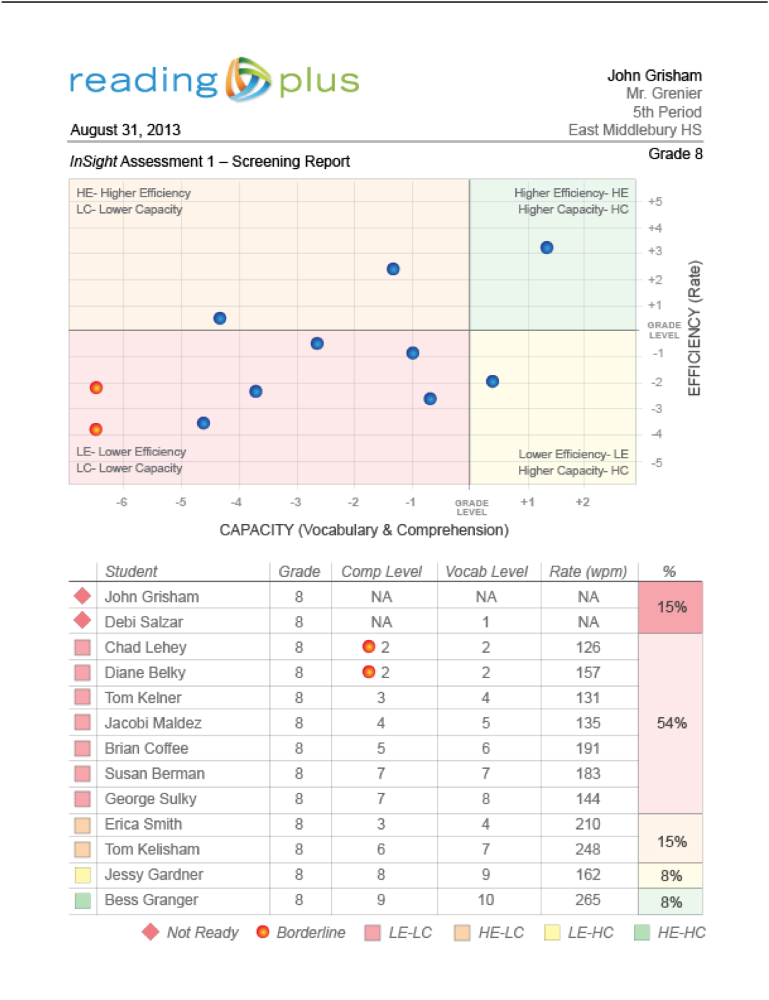 reading plus
John Grisham
Mr. Grenier
5th Period
August 31, 2013
East Middlebury HS
InSight Assessment 1 – Screening Report
Grade 8
HE- Higher Efficiency
LC- Lower Capacity
Higher Efficiency- HE
Higher Capacity- HC
+5
+4
+3
+2
+1
GRADE
LEVEL
-1
-2
-3
-4
-5
EFFICIENCY (Rate)
LE- Lower Efficiency
LC- Lower Capacity
Lower Efficiency- LE
Higher Capacity- HC
-6 -5 -4 -3 -2 -1 GRADE LEVEL +1 +2
CAPACITY (Vocabulary & Comprehension)
Student Grade Comp Level Vocab Level Rate (wpm) %
John Grisham 8 NA NA NA
15%
Debi Salzar 8 NA 1 NA
Chad Lehey 8 2 2 126
Diane Belky 8 2 2 157
Tom Kelner 8 3 4 131
Jacobi Maldez 8 4 5 135 54%
Brian Coffee 8 5 6 191
Susan Berman 8 7 7 183
George Sulky 8 7 8 144
Erica Smith 8 3 4 210
15%
Tom Kelisham 8 6 7 248
Jessy Gardner 8 8 9 162 8%
Bess Granger 8 9 10 265 8%
Not Ready Borderline LE-LC HE-LC LE-HC HE-HC